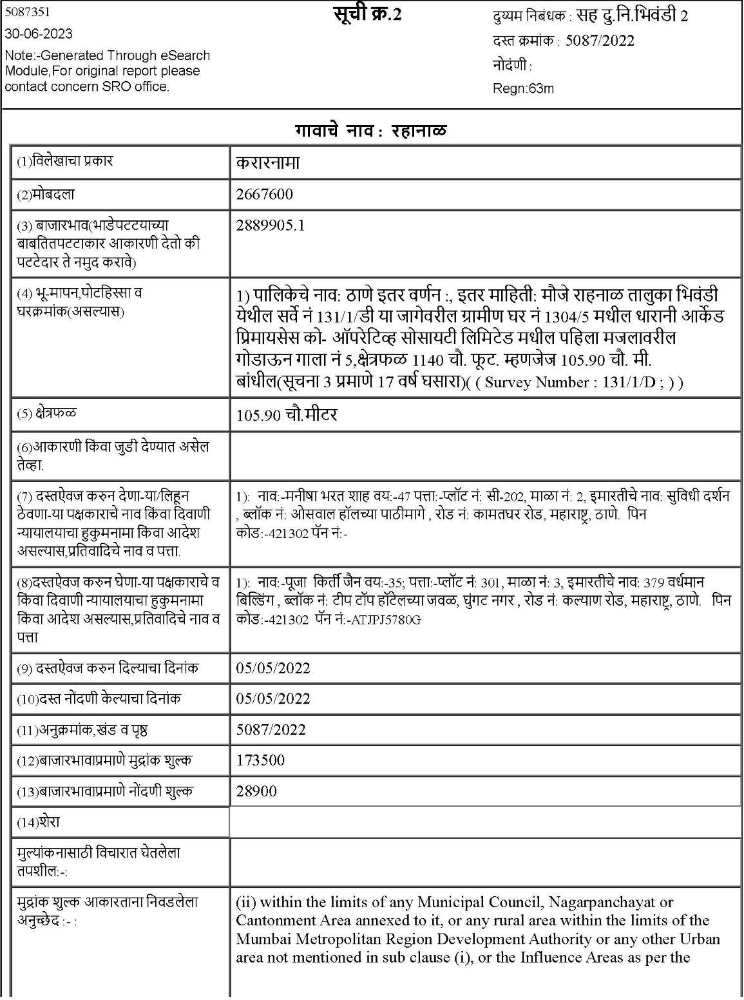 5087351
30-06-2023
Note:-Generated Through eSearch
Module,For original report please
contact concern SRO office.
सूची क्र.2
दुय्यम निबंधक : सह दु.नि.भिवंडी 2
दस्त क्रमांक : 5087/2022
नोदंणी :
Regn:63m
गावाचे नाव : रहानाळ
(1)विलेखाचा प्रकार
करारनामा
(2)मोबदला
2667600
(3) बाजारभाव(भाडेपटटयाच्या
बाबतितपटटाकार आकारणी देतो की
पटटेदार ते नमुद करावे)
2889905.1
(4) भू-मापन,पोटहिस्सा व
घरक्रमांक(असल्यास)
1) पालिकेचे नाव: ठाणे इतर वर्णन :, इतर माहिती: मौजे राहनाळ तालुका भिवंडी
येथील सर्वे नं 131/1/डी या जागेवरील ग्रामीण घर नं 1304/5 मधील धारानी आर्केड
प्रिमायसेस को- ऑपरेटिव्ह सोसायटी लिमिटेड मधील पहिला मजलावरील
गोडाऊन गाला नं 5,क्षेत्रफळ 1140 चौ. फूट. म्हणजेज 105.90 चौ. मी.
बांधील(सूचना 3 प्रमाणे 17 वर्ष घसारा)( ( Survey Number : 131/1/D ; ) )
(5) क्षेत्रफळ
105.90 चौ.मीटर
(6)आकारणी किंवा जुडी देण्यात असेल
तेव्हा.
(7) दस्तऐवज करुन देणा-या/लिहून
ठेवणा-या पक्षकाराचे नाव किंवा दिवाणी
न्यायालयाचा हुकुमनामा किंवा आदेश
असल्यास,प्रतिवादिचे नाव व पत्ता.
1): नाव:-मनीषा भरत शाह वय:-47 पत्ता:-प्लॉट नं: सी-202, माळा नं: 2, इमारतीचे नाव: सुविधी दर्शन
, ब्लॉक नं: ओसवाल हॉलच्या पाठीमागे , रोड नं: कामतघर रोड, महाराष्ट्र, ठाणे. पिन
कोड:-421302 पॅन नं:-
(8)दस्तऐवज करुन घेणा-या पक्षकाराचे व
किंवा दिवाणी न्यायालयाचा हुकुमनामा
किंवा आदेश असल्यास,प्रतिवादिचे नाव व
पत्ता
1): नाव:-पूजा किर्ती जैन वय:-35; पत्ता:-प्लॉट नं: 301, माळा नं: 3, इमारतीचे नाव: 379 वर्धमान
बिल्डिंग , ब्लॉक नं: टीप टॉप हॉटेलच्या जवळ, घुंगट नगर , रोड नं: कल्याण रोड, महाराष्ट्र, ठाणे. पिन
कोड:-421302 पॅन नं:-ATJPJ5780G
(9) दस्तऐवज करुन दिल्याचा दिनांक
05/05/2022
(10)दस्त नोंदणी केल्याचा दिनांक
05/05/2022
(11)अनुक्रमांक,खंड व पृष्ठ
5087/2022
(12)बाजारभावाप्रमाणे मुद्रांक शुल्क
173500
(13)बाजारभावाप्रमाणे नोंदणी शुल्क
28900
(14)शेरा
मुल्यांकनासाठी विचारात घेतलेला
तपशील:-:
मुद्रांक शुल्क आकारताना निवडलेला
अनुच्छेद :- :
(ii) within the limits of any Municipal Council, Nagarpanchayat or
Cantonment Area annexed to it, or any rural area within the limits of the
Mumbai Metropolitan Region Development Authority or any other Urban
area not mentioned in sub clause (i), or the Influence Areas as per the